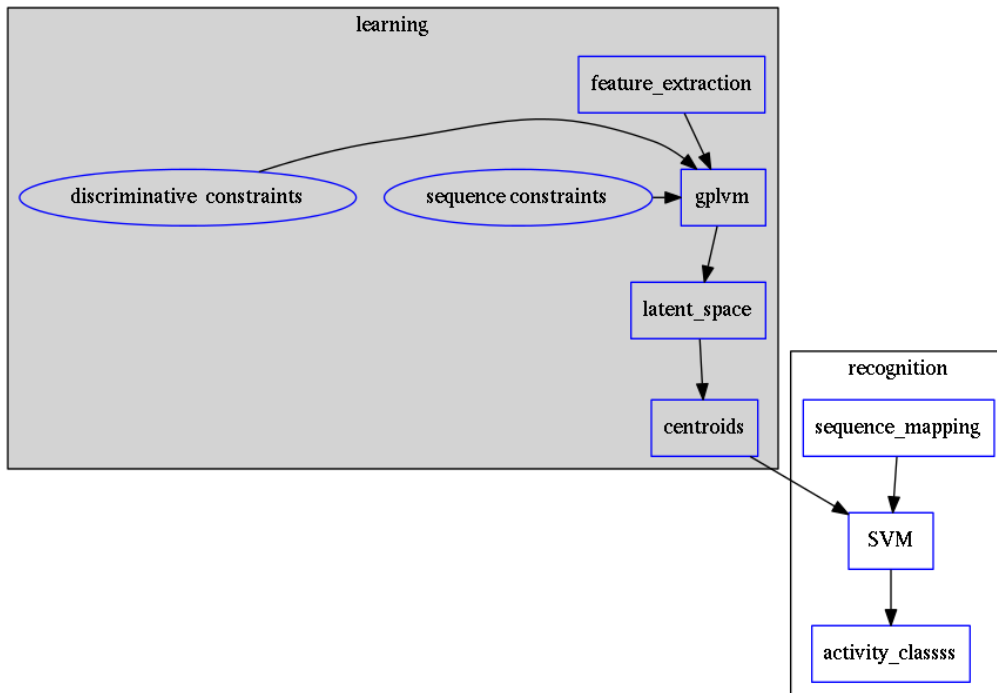 learning
feature_extraction
discriminative constraints
sequence constraints
gplvm
latent_space
centroids
recognition
sequence_mapping
SVM
activity_classss